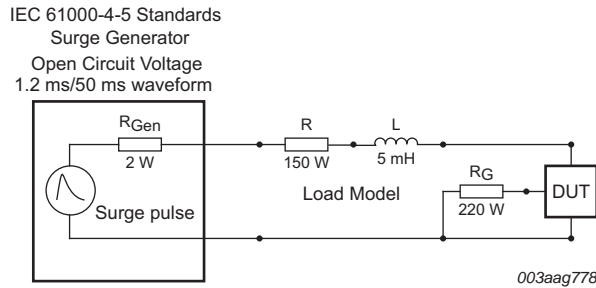 IEC 61000-4-5 Standards
Surge Generator
Open Circuit Voltage
1.2 ms/50 ms waveform
RGen
2 W
R
150 W
L
5 mH
Load Model
RG
220 W
DUT
Surge pulse
003aag778